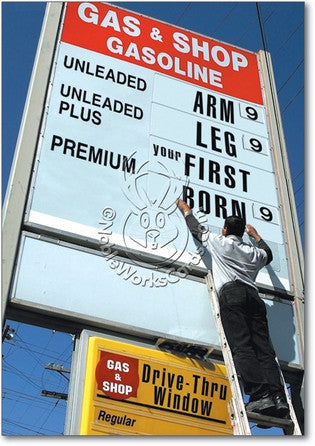 GAS & SHOP
GASOLINE
UNLEADED ARM 9
UNLEADED
PLUS LEG 9
PREMIUM your FIRST
BORN 9
© NobleWorksCo
GAS
& SHOP
Drive-Thru
Window
Regular